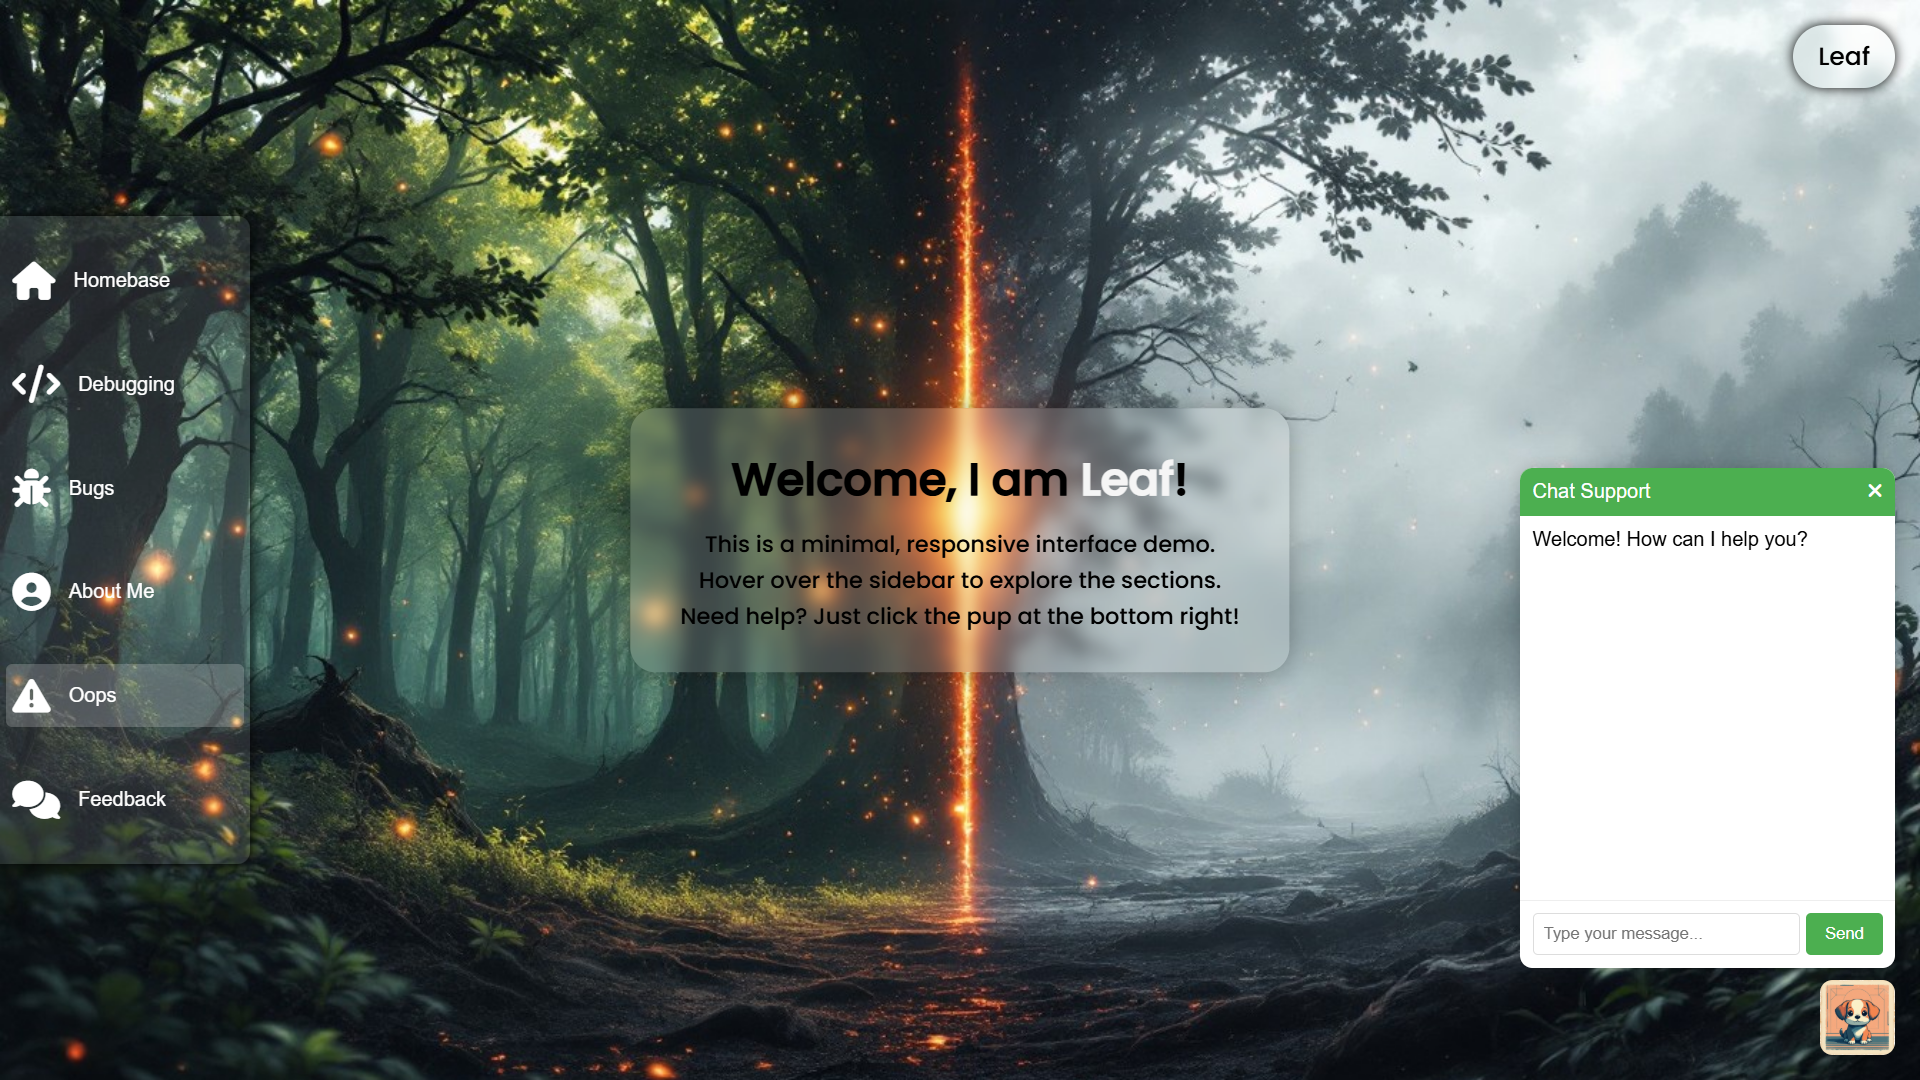 Leaf
Homebase
Debugging
Bugs
About Me
Oops
Feedback
Welcome, I am Leaf!
This is a minimal, responsive interface demo.
Hover over the sidebar to explore the sections.
Need help? Just click the pup at the bottom right!
Chat Support
Welcome! How can I help you?
Type your message...
Send